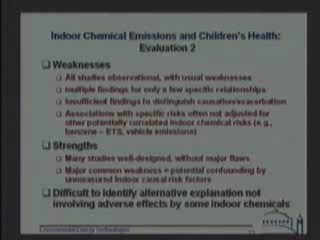 Indoor Chemical Emissions and Children's Health:
Evaluation 2
Weaknesses
All studies observational, with usual weaknesses
multiple findings for only a few specific relationships
Insufficient findings to distinguish causation/exacerbation
Associations with specific risks often not adjusted for
other potentially correlated indoor chemical risks (e.g.,
benzene – ETS, vehicle emissions)
Strengths
Many studies well-designed, without major flaws
Major common weakness = potential confounding by
unmeasured indoor causal risk factors
Difficult to identify alternative explanation not
involving adverse effects by some indoor chemicals
Environmental Energy Technologies